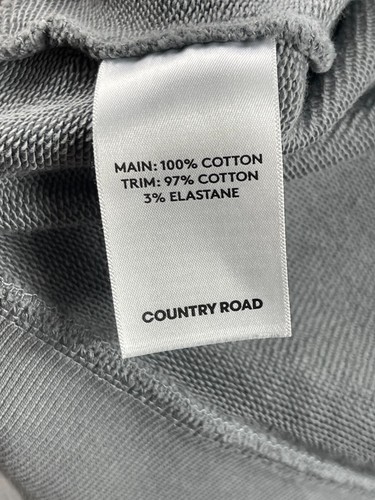 MAIN: 100% COTTON
TRIM: 97% COTTON
3% ELASTANE
COUNTRY ROAD